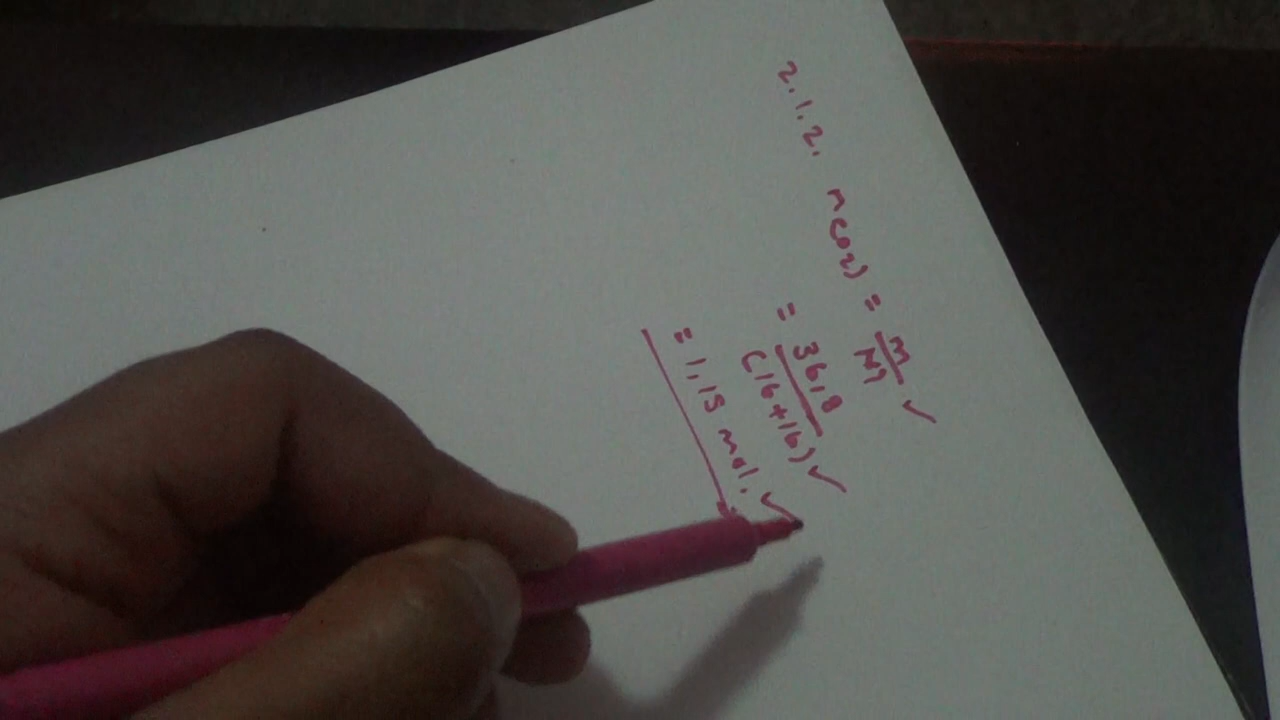 2.1.2. n(O2) = m/M ✓
= 36,8/(16+16) ✓
= 1,15 mol. ✓